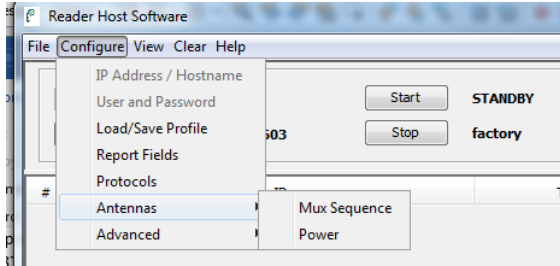 Reader Host Software
File Configure View Clear Help
IP Address / Hostname
User and Password
Load/Save Profile
Report Fields
Protocols
Antennas
Advanced
Mux Sequence
Power
Start STANDBY
603 Stop factory
#